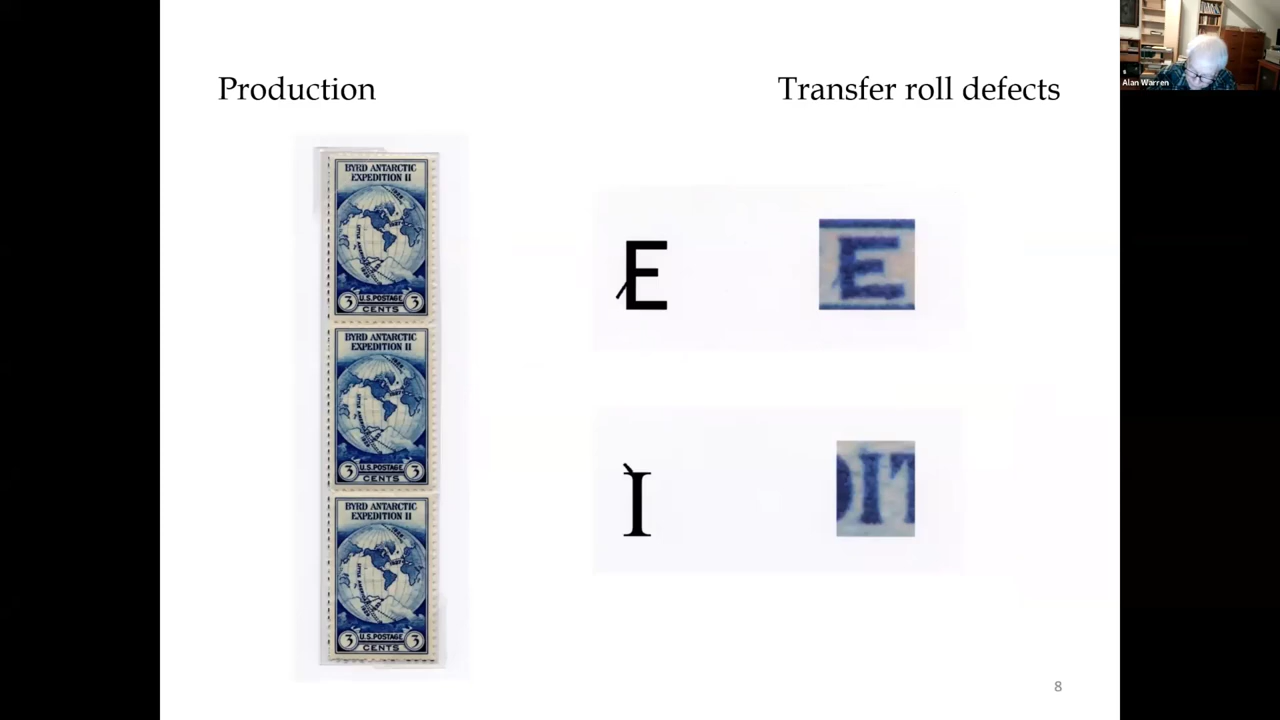 Production
Transfer roll defects
Alan Warren
BYRD ANTARCTIC
EXPEDITION II
U.S. POSTAGE
3 CENTS 3
BYRD ANTARCTIC
EXPEDITION II
U.S. POSTAGE
3 CENTS 3
BYRD ANTARCTIC
EXPEDITION II
U.S. POSTAGE
3 CENTS 3
E
E
I
DIT
8